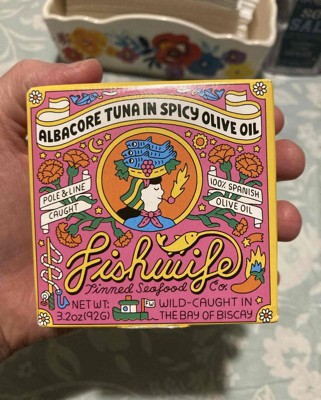 ALBACORE TUNA IN SPICY OLIVE OIL
POLE & LINE
CAUGHT
100% SPANISH
OLIVE OIL
Fishwife
Tinned Seafood Co.
NET WT:
3.2oz(92G)
WILD-CAUGHT IN
THE BAY OF BISCAY